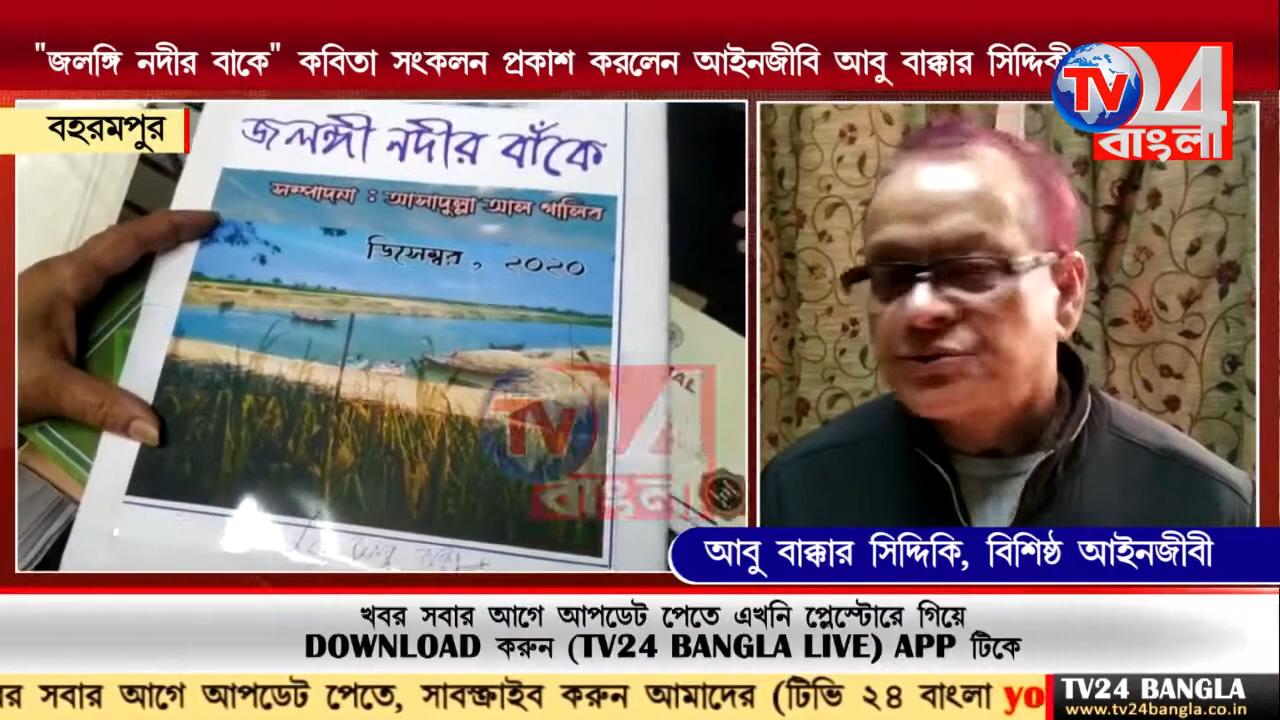 "জলঙ্গি নদীর বাকে" কবিতা সংকলন প্রকাশ করলেন আইনজীবি আবু বাক্কার সিদ্দিকী
TV24
বাংলা
বহরমপুর
জলঙ্গী নদীর বাঁকে
সম্পাদনা : আসাদুল্লা আল গালিব
ডিসেম্বর, ২০২০
TV24
বাংলা
আবু বাক্কার সিদ্দিকি, বিশিষ্ঠ আইনজীবী
খবর সবার আগে আপডেট পেতে এখনি প্লেস্টোরে গিয়ে
DOWNLOAD করুন (TV24 BANGLA LIVE) APP টিকে
সবার আগে আপডেট পেতে, সাবস্ক্রাইব করুন আমাদের (টিভি ২৪ বাংলা yo
TV24 BANGLA
www.tv24bangla.co.in